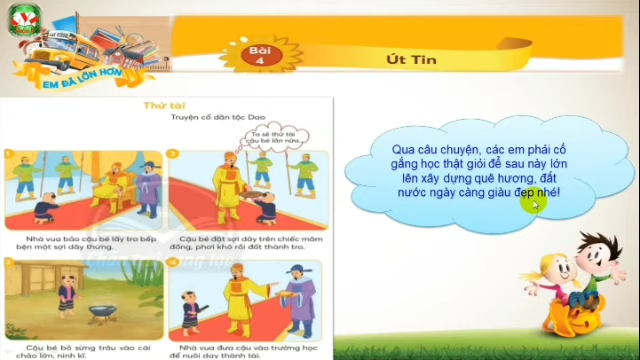 Bài
4
Út Tin
EM ĐÃ LỚN HƠN
Thử tài
Truyện cổ dân tộc Dao
Ta sẽ thử tài
cậu bé lần nữa.
1
2
Nhà vua bảo cậu bé lấy tro bếp
bện một sợi dây thừng.
Cậu bé đặt sợi dây trên chiếc mâm
đồng, phơi khô rồi đốt thành tro.
3
4
Cậu bé bỏ sừng trâu vào cái
chảo lớn, ninh kĩ.
Nhà vua đưa cậu vào trường học
để nuôi dạy thành tài.
Qua câu chuyện, các em phải cố
gắng học thật giỏi để sau này lớn
lên xây dựng quê hương, đất
nước ngày càng giàu đẹp nhé!
Chân trời sáng tạo